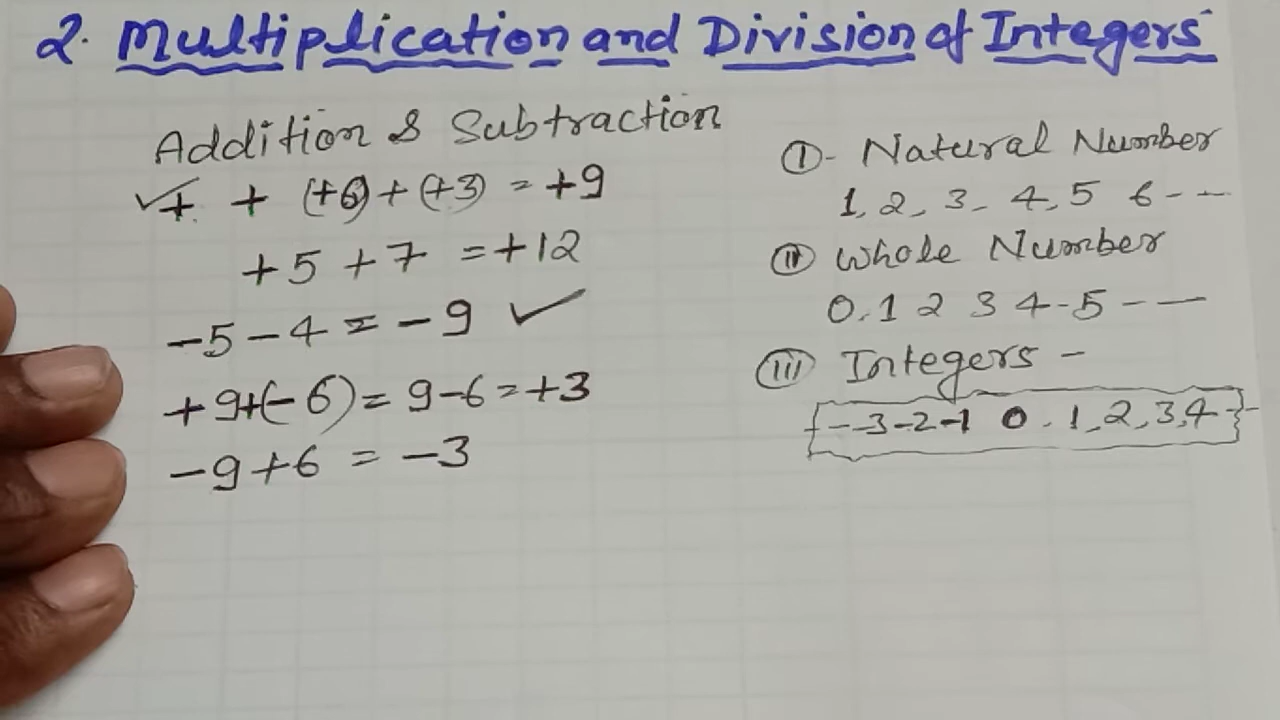 2. Multiplication and Division of Integers
Addition & Subtraction
✓+ + (+6) + (+3) = +9
+5 +7 = +12
-5 - 4 = -9 ✓
+9+(-6) = 9-6 = +3
-9+6 = -3
(I) - Natural Number
1, 2, 3, 4, 5 6 - -
(II) Whole Number
0, 1 2 3 4 - 5 - -
(III) Integers -
{--3-2-1 0, 1, 2, 3, 4--}